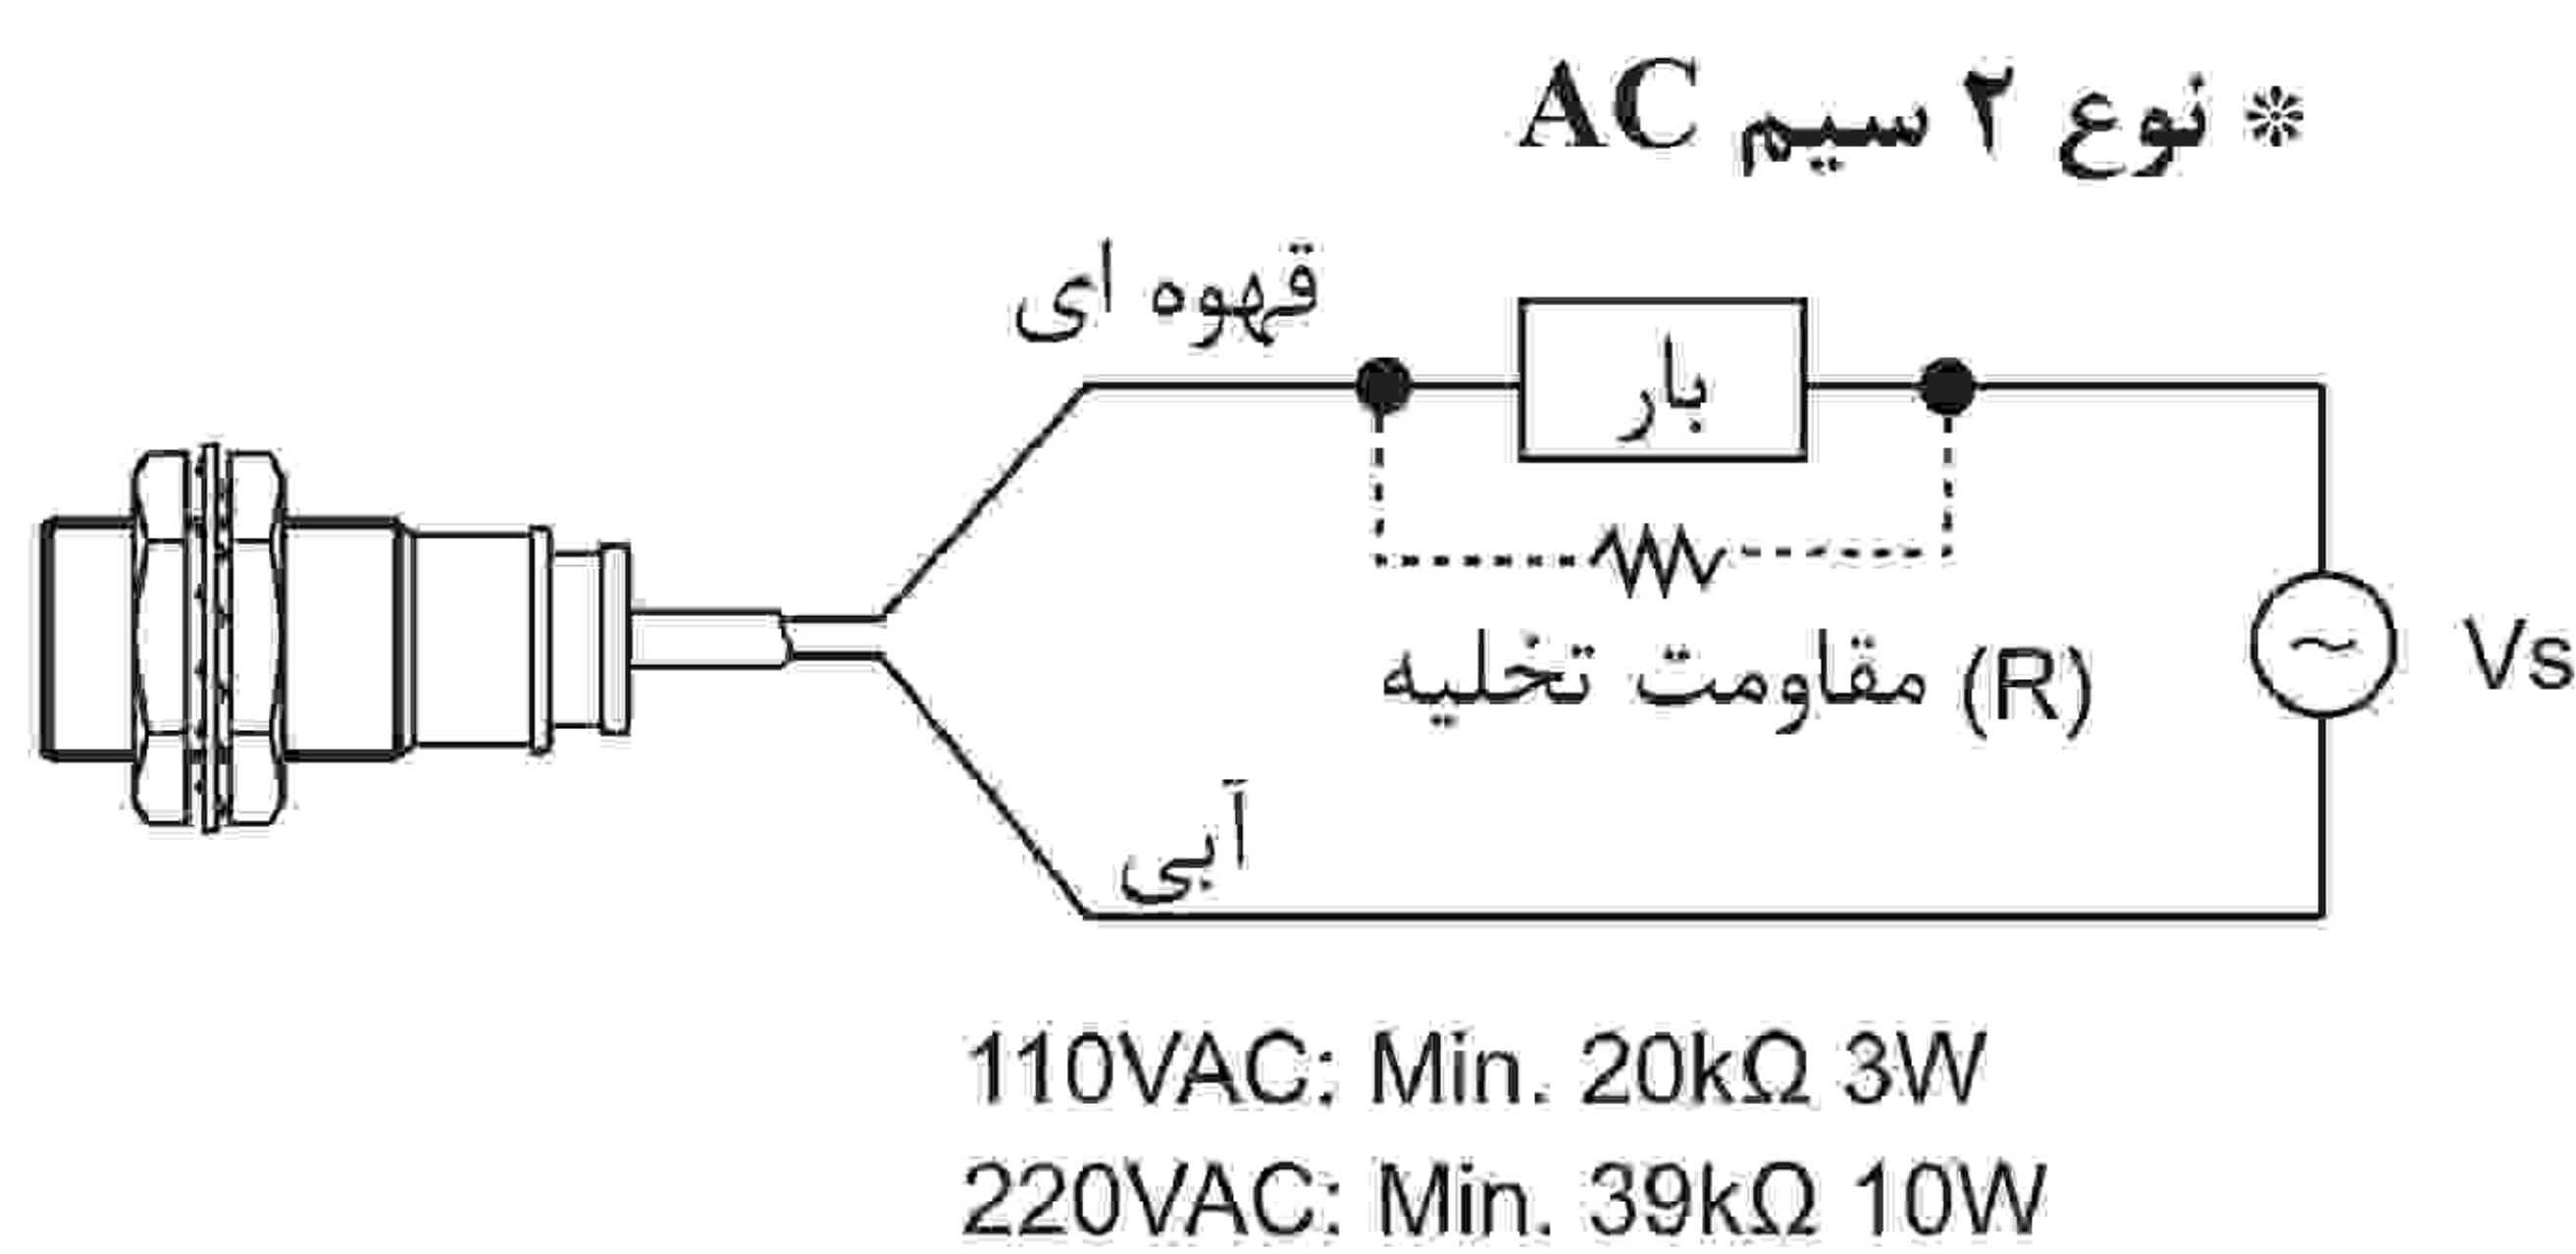 * نوع ۲ سیم AC
قهوه ای
بار
مقاومت تخلیه (R)
Vs
آبی
110VAC: Min. 20kΩ 3W
220VAC: Min. 39kΩ 10W